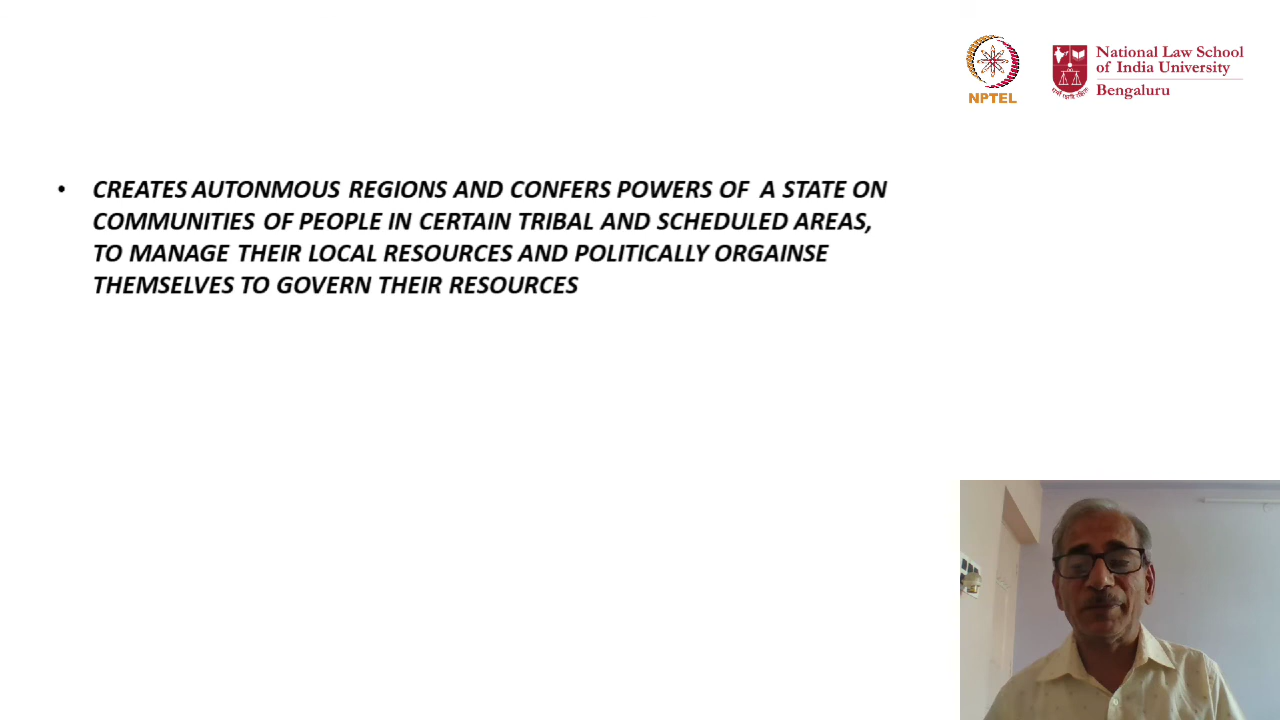 NPTEL
National Law School
of India University
Bengaluru
• CREATES AUTONMOUS REGIONS AND CONFERS POWERS OF A STATE ON
COMMUNITIES OF PEOPLE IN CERTAIN TRIBAL AND SCHEDULED AREAS,
TO MANAGE THEIR LOCAL RESOURCES AND POLITICALLY ORGAINSE
THEMSELVES TO GOVERN THEIR RESOURCES